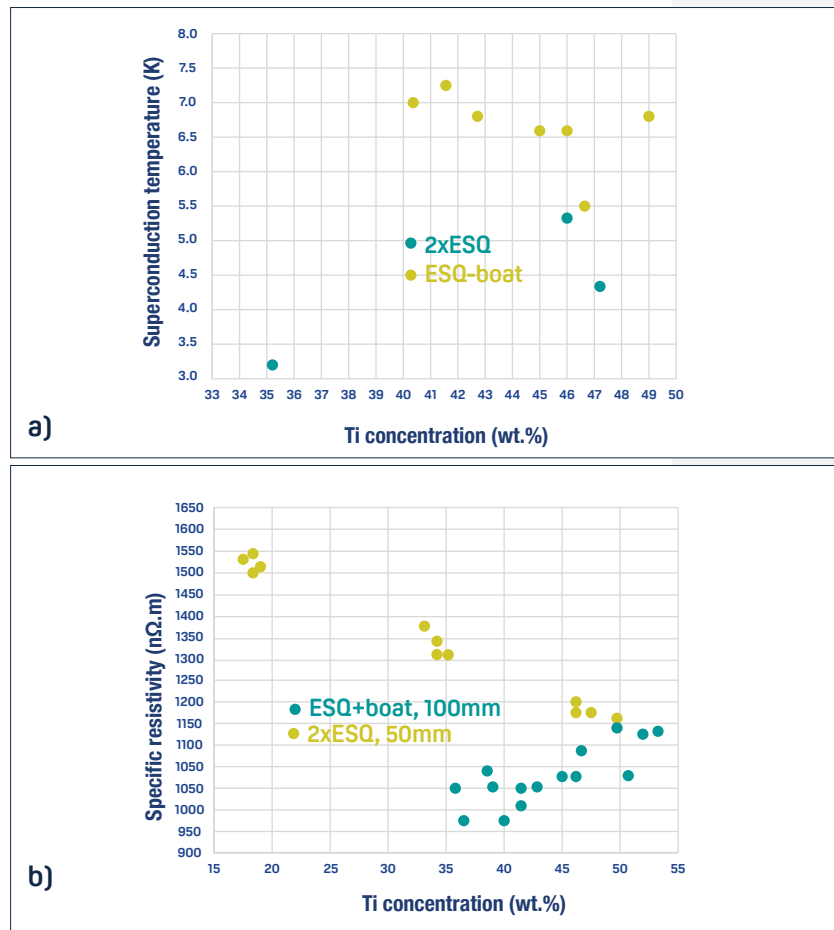 Superconduction temperature (K)
8.0
7.5
7.0
6.5
6.0
5.5
5.0
4.5
4.0
3.5
3.0
2xESQ
ESQ-boat
33 34 35 36 37 38 39 40 41 42 43 44 45 46 47 48 49 50
Ti concentration (wt.%)
a)
Specific resistivity (nΩ.m)
1650
1600
1550
1500
1450
1400
1350
1300
1200
1150
1100
1050
1000
950
900
ESQ+boat, 100mm
2xESQ, 50mm
15 20 30 35 40 45 50 55
Ti concentration (wt.%)
b)